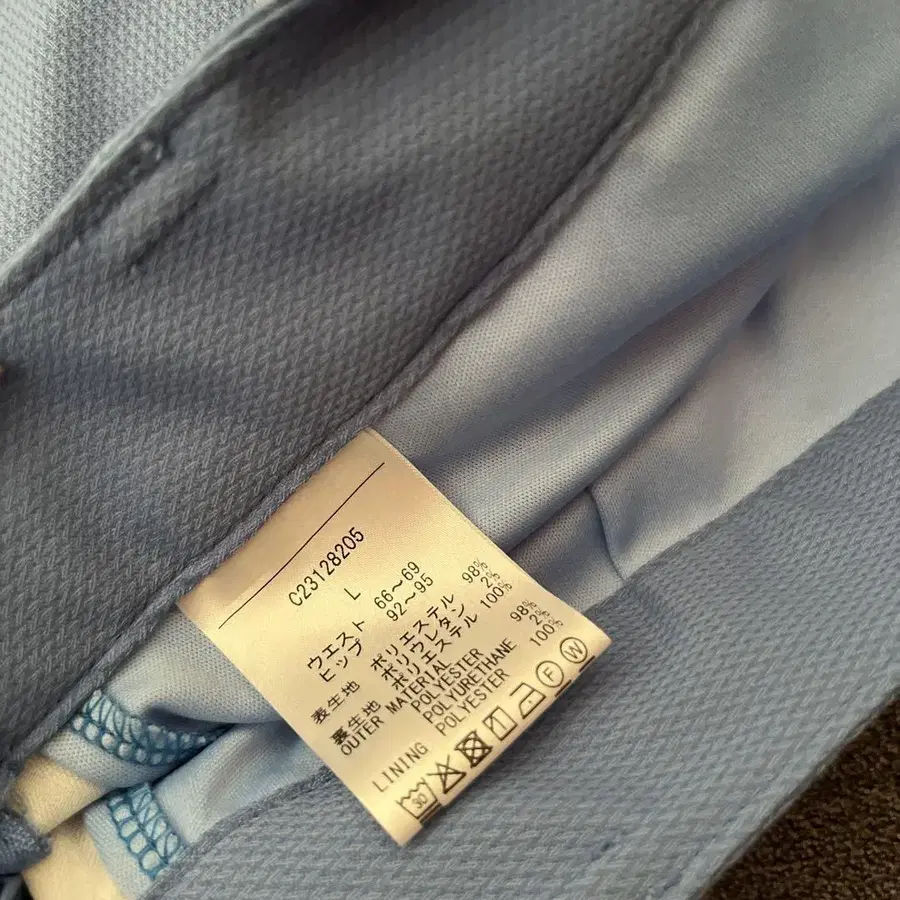 C23128205
L
ウエスト 66～69
ヒップ 92～95
表生地 ポリエステル 98%
ポリウレタン 2%
裏生地 ポリエステル 100%
OUTER MATERIAL POLYESTER 98%
POLYURETHANE 2%
LINING POLYESTER 100%
30 F W